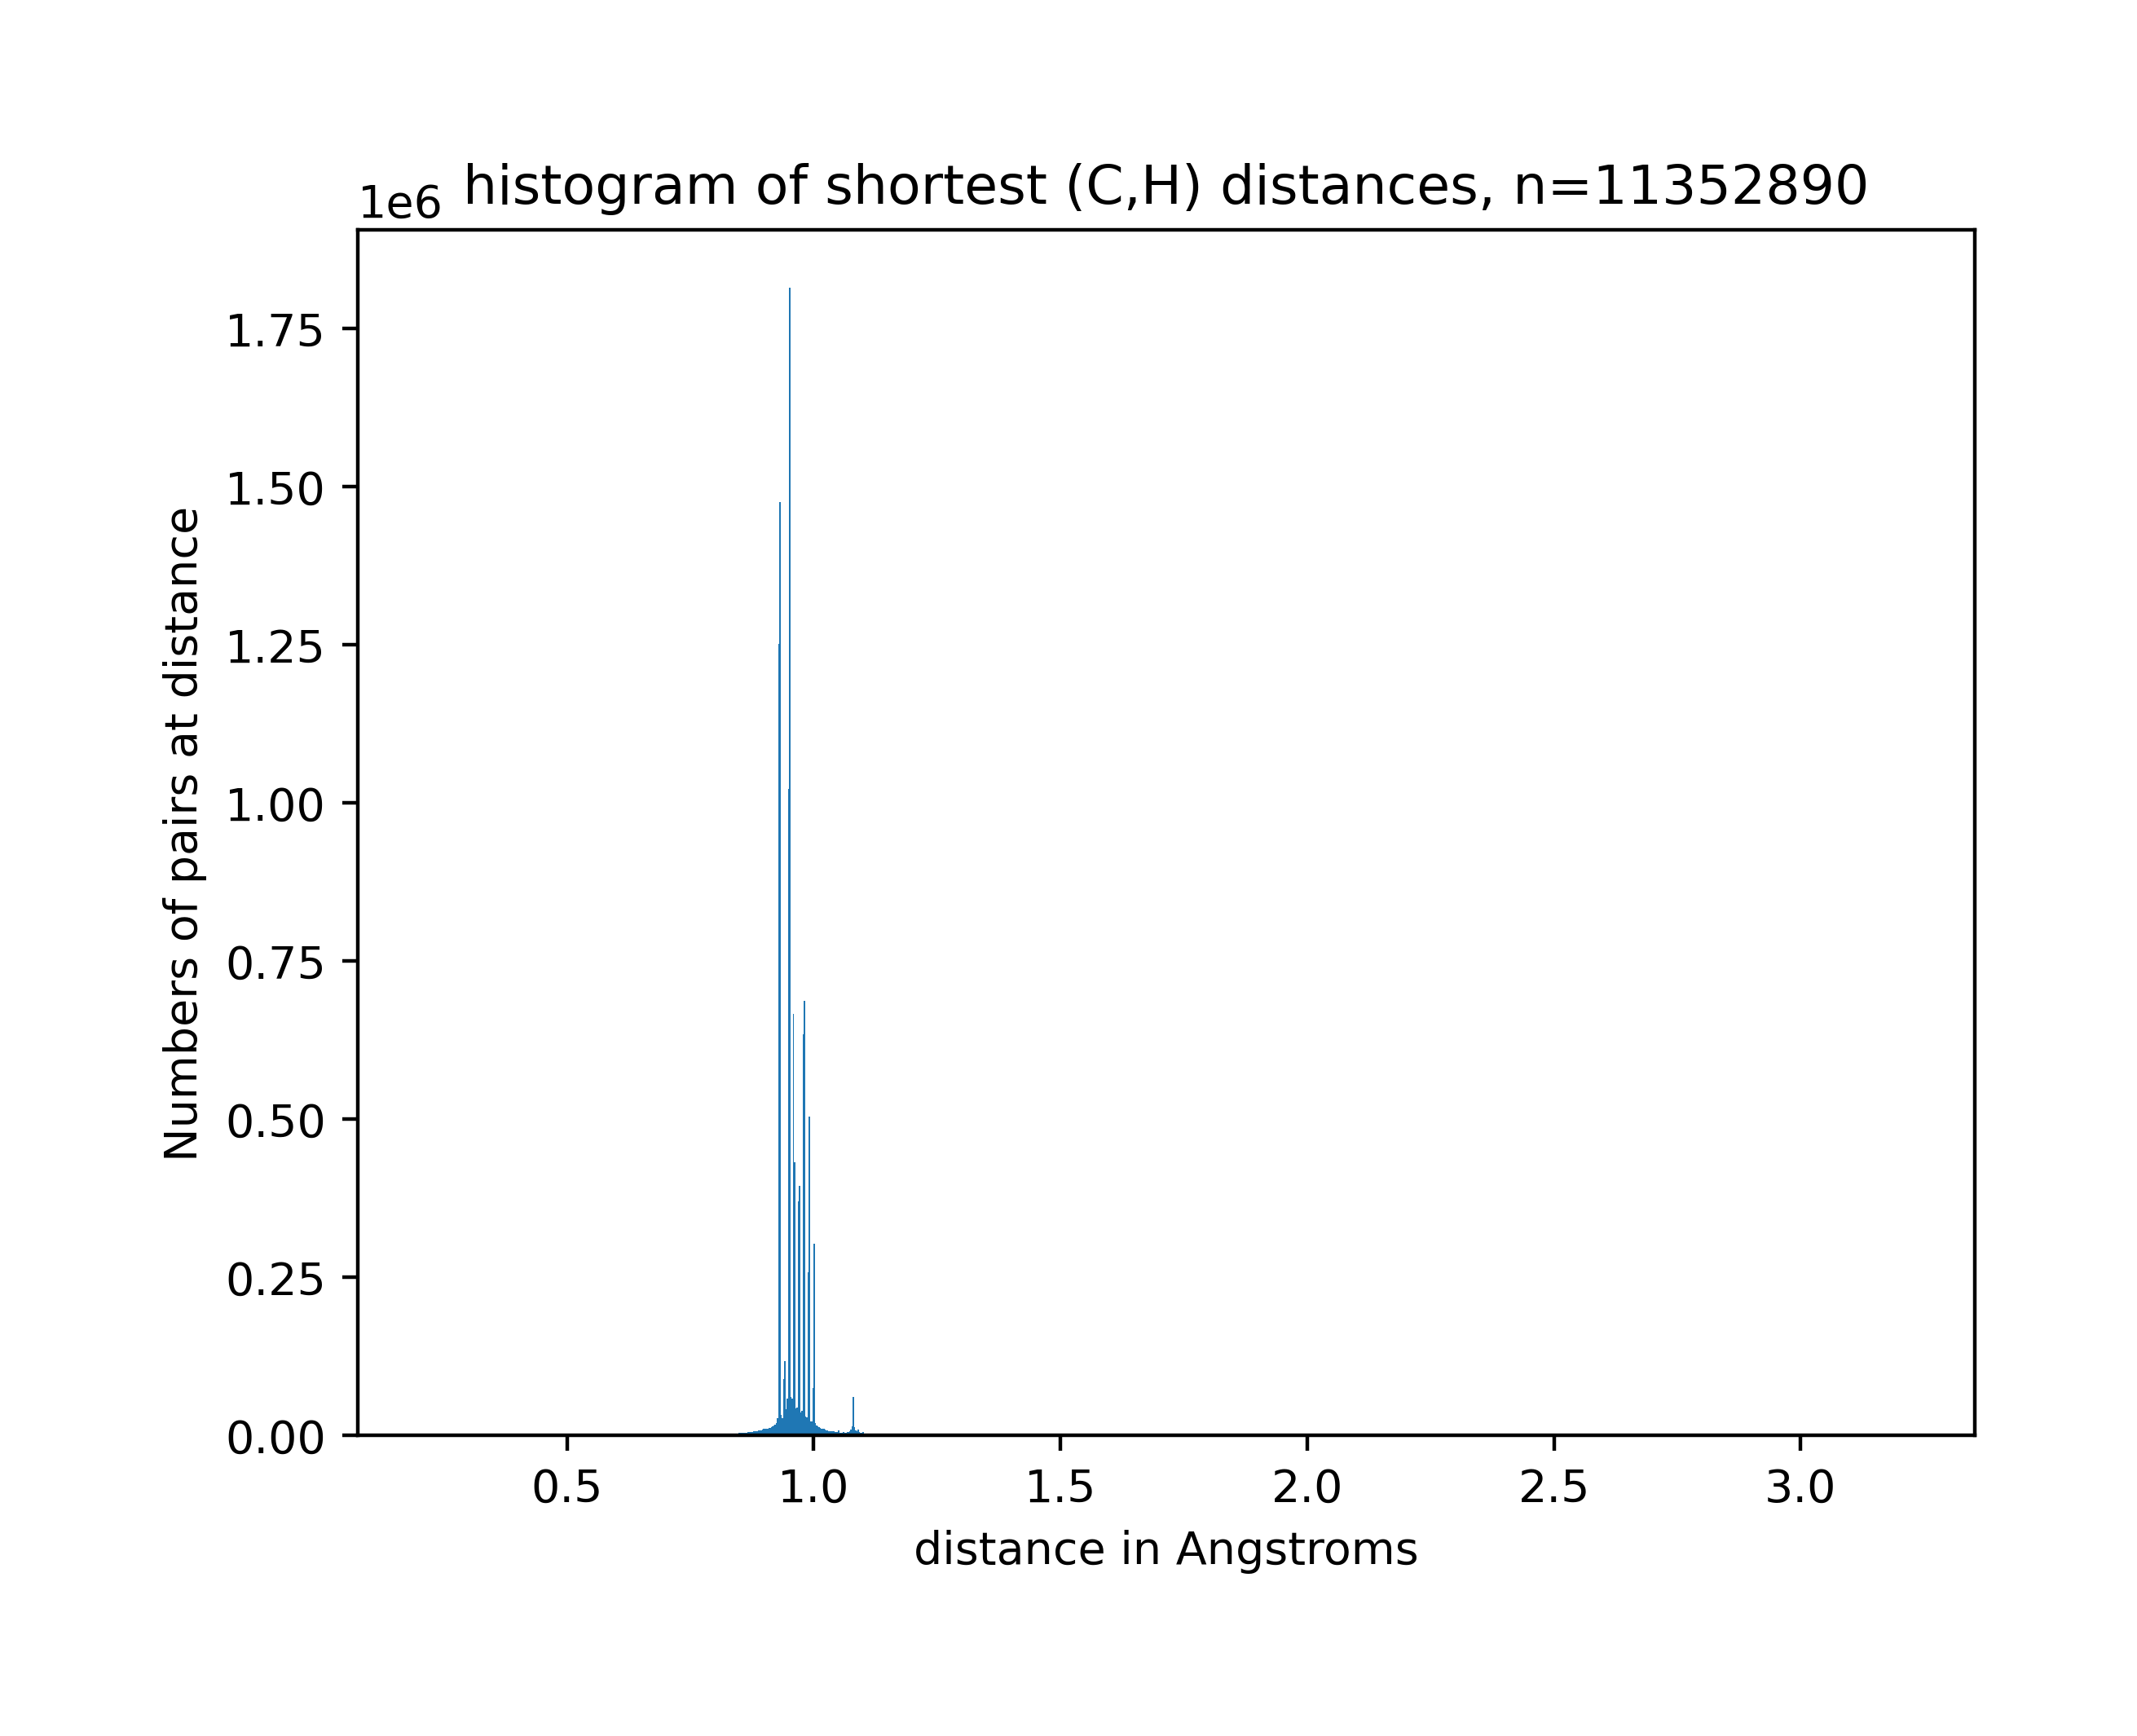 histogram of shortest (C,H) distances, n=11352890
1e6
1.75
1.50
1.25
1.00
0.75
0.50
0.25
0.00
Numbers of pairs at distance
0.5 1.0 1.5 2.0 2.5 3.0
distance in Angstroms